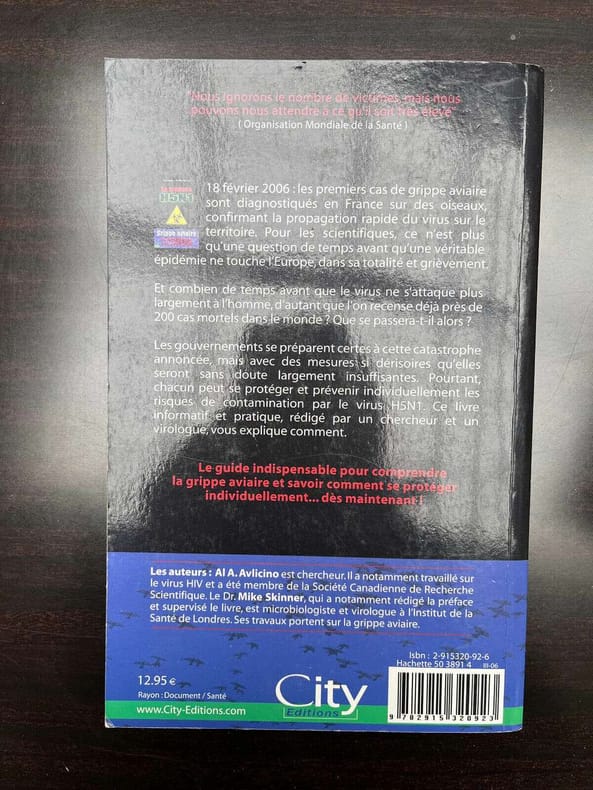 "Nous ignorons le nombre de victimes, mais nous
pouvons nous attendre à ce qu'il soit très élevé"
( Organisation Mondiale de la Santé )
H5N1
Grippe aviaire
18 février 2006 : les premiers cas de grippe aviaire
sont diagnostiqués en France sur des oiseaux,
confirmant la propagation rapide du virus sur le
territoire. Pour les scientifiques, ce n'est plus
qu'une question de temps avant qu'une véritable
épidémie ne touche l'Europe, dans sa totalité et grièvement.
Et combien de temps avant que le virus ne s'attaque plus
largement à l'homme, d'autant que l'on recense déjà près de
200 cas mortels dans le monde ? Que se passera-t-il alors ?
Les gouvernements se préparent certes à cette catastrophe
annoncée, mais avec des mesures si dérisoires qu'elles
seront sans doute largement insuffisantes. Pourtant,
chacun peut se protéger et prévenir individuellement les
risques de contamination par le virus H5N1. Ce livre
informatif et pratique, rédigé par un chercheur et un
virologue, vous explique comment.
Le guide indispensable pour comprendre
la grippe aviaire et savoir comment se protéger
individuellement... dès maintenant !
Les auteurs : Al A. Avlicino est chercheur. Il a notamment travaillé sur
le virus HIV et a été membre de la Société Canadienne de Recherche
Scientifique. Le Dr. Mike Skinner, qui a notamment rédigé la préface
et supervisé le livre, est microbiologiste et virologue à l'Institut de la
Santé de Londres. Ses travaux portent sur la grippe aviaire.
Isbn : 2-915320-92-6
Hachette 50 3891 4 III-06
12.95 €
Rayon : Document / Santé
www.City-Editions.com
City
Editions
9 782915 320923